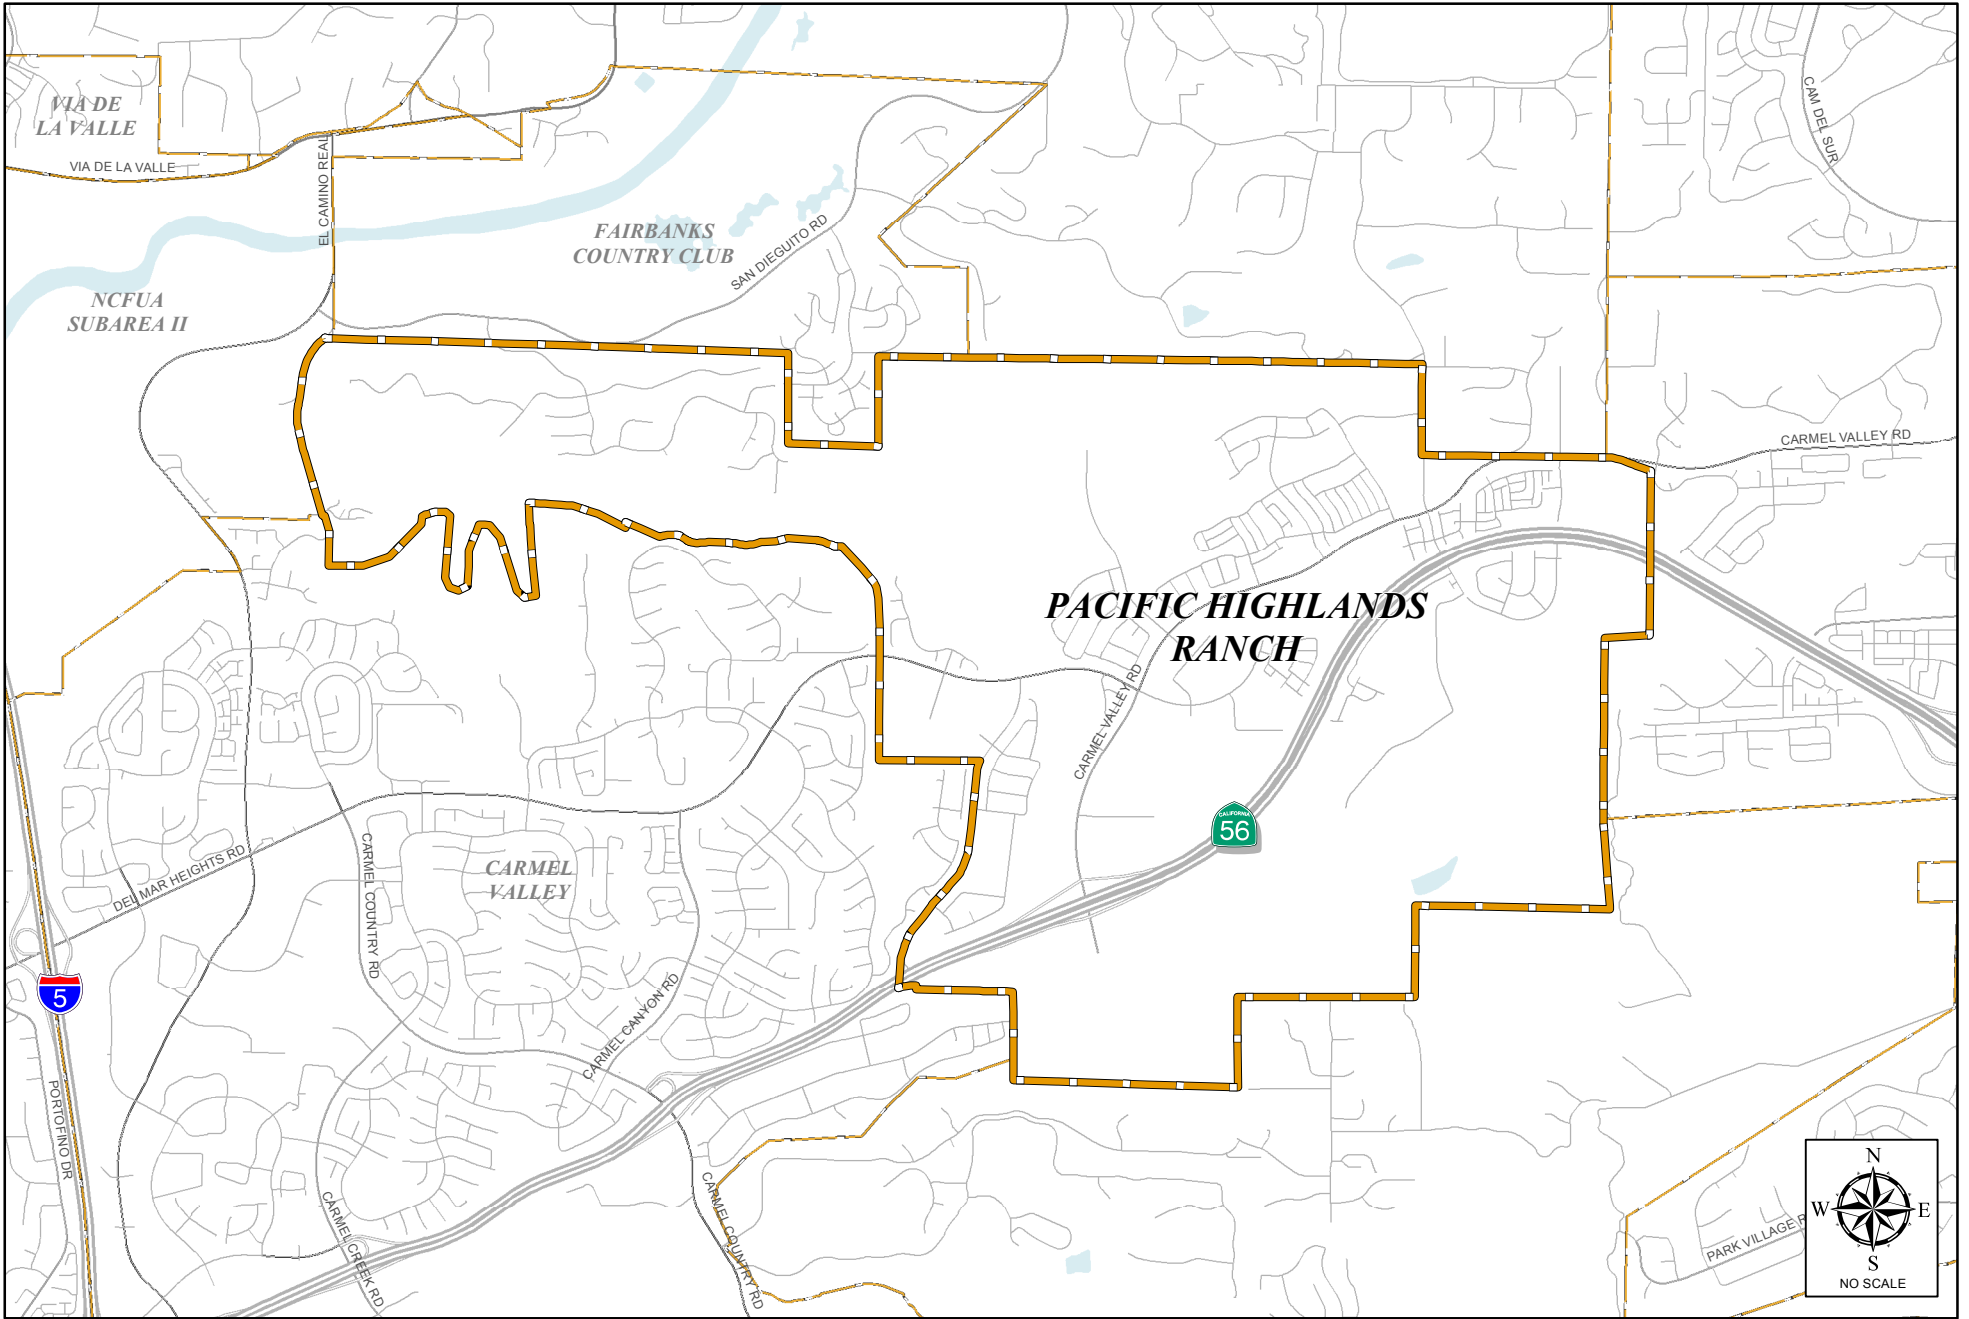 VIA DE
LA VALLE
VIA DE LA VALLE
EL CAMINO REAL
CAM DEL SUR
FAIRBANKS
COUNTRY CLUB
SAN DIEGUITO RD
NCFUA
SUBAREA II
CARMEL VALLEY RD
PACIFIC HIGHLANDS
RANCH
CARMEL VALLEY RD
CALIFORNIA
56
DEL MAR HEIGHTS RD
CARMEL COUNTRY RD
CARMEL
VALLEY
5
CARMEL CANYON RD
PORTOFINO DR
CARMEL CREEK RD
CARMEL COUNTRY RD
PARK VILLAGE R
N
W
E
S
NO SCALE